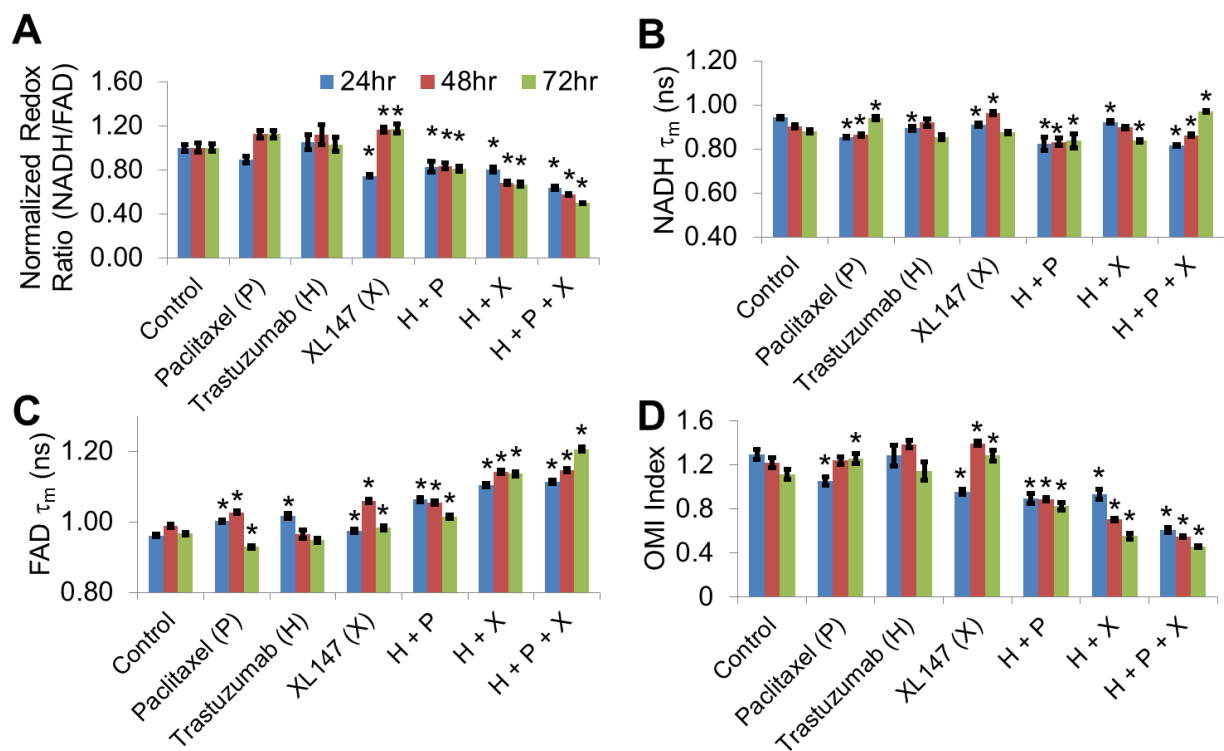 A
Normalized Redox
Ratio (NADH/FAD)
1.60
1.20
0.80
0.40
0.00
24hr 48hr 72hr
* ** * ** * * * * * *
Control
Paclitaxel (P)
Trastuzumab (H)
XL147 (X)
H + P
H + X
H + P + X
B
NADH τm (ns)
1.20
1.00
0.80
0.60
0.40
* * * * * * * * * * * * * *
Control
Paclitaxel (P)
Trastuzumab (H)
XL147 (X)
H + P
H + X
H + P + X
C
FAD τm (ns)
1.20
1.00
0.80
* * * * * * * * * * * * * * * *
Control
Paclitaxel (P)
Trastuzumab (H)
XL147 (X)
H + P
H + X
H + P + X
D
OMI Index
1.6
1.2
0.8
0.4
0
* * * * * * * * * * * * * *
Control
Paclitaxel (P)
Trastuzumab (H)
XL147 (X)
H + P
H + X
H + P + X